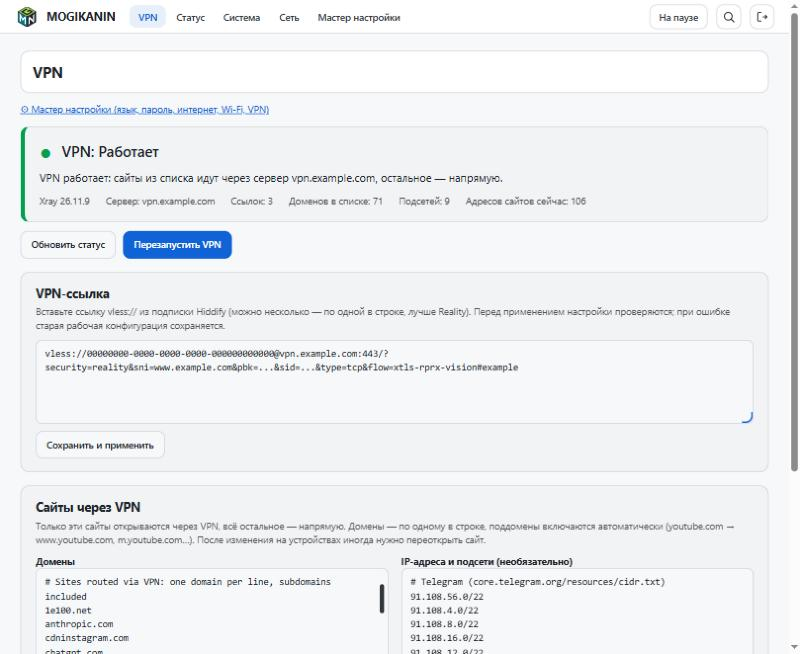 MOGIKANIN VPN Статус Система Сеть Мастер настройки На паузе
VPN
Мастер настройки (язык, пароль, интернет, Wi-Fi, VPN)
VPN: Работает
VPN работает: сайты из списка идут через сервер vpn.example.com, остальное — напрямую.
Xray 26.11.9 Сервер: vpn.example.com Ссылок: 3 Доменов в списке: 71 Подсетей: 9 Адресов сайтов сейчас: 106
Обновить статус Перезапустить VPN
VPN-ссылка
Вставьте ссылку vless:// из подписки Hiddify (можно несколько — по одной в строке, лучше Reality). Перед применением настройки проверяются; при ошибке
старая рабочая конфигурация сохраняется.
vless://00000000-0000-0000-0000-000000000000@vpn.example.com:443/?
security=reality&sni=www.example.com&pbk=...&sid=...&type=tcp&flow=xtls-rprx-vision#example
Сохранить и применить
Сайты через VPN
Только эти сайты открываются через VPN, всё остальное — напрямую. Домены — по одному в строке, поддомены включаются автоматически (youtube.com →
www.youtube.com, m.youtube.com...). После изменения на устройствах иногда нужно переоткрыть сайт.
Домены
# Sites routed via VPN: one domain per line, subdomains
included
1e100.net
anthropic.com
cdninstagram.com
chatgpt.com
IP-адреса и подсети (необязательно)
# Telegram (core.telegram.org/resources/cidr.txt)
91.108.56.0/22
91.108.4.0/22
91.108.8.0/22
91.108.16.0/22
91.108.12.0/22